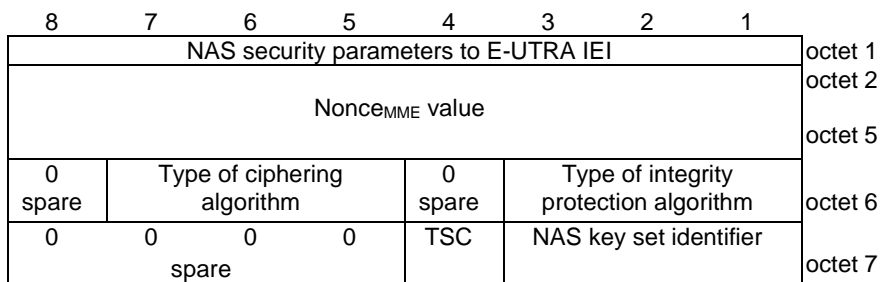 8 7 6 5 4 3 2 1
NAS security parameters to E-UTRA IEI octet 1
octet 2
NonceMME value
octet 5
0 Type of ciphering 0 Type of integrity
spare algorithm spare protection algorithm octet 6
0 0 0 0 TSC NAS key set identifier
spare octet 7